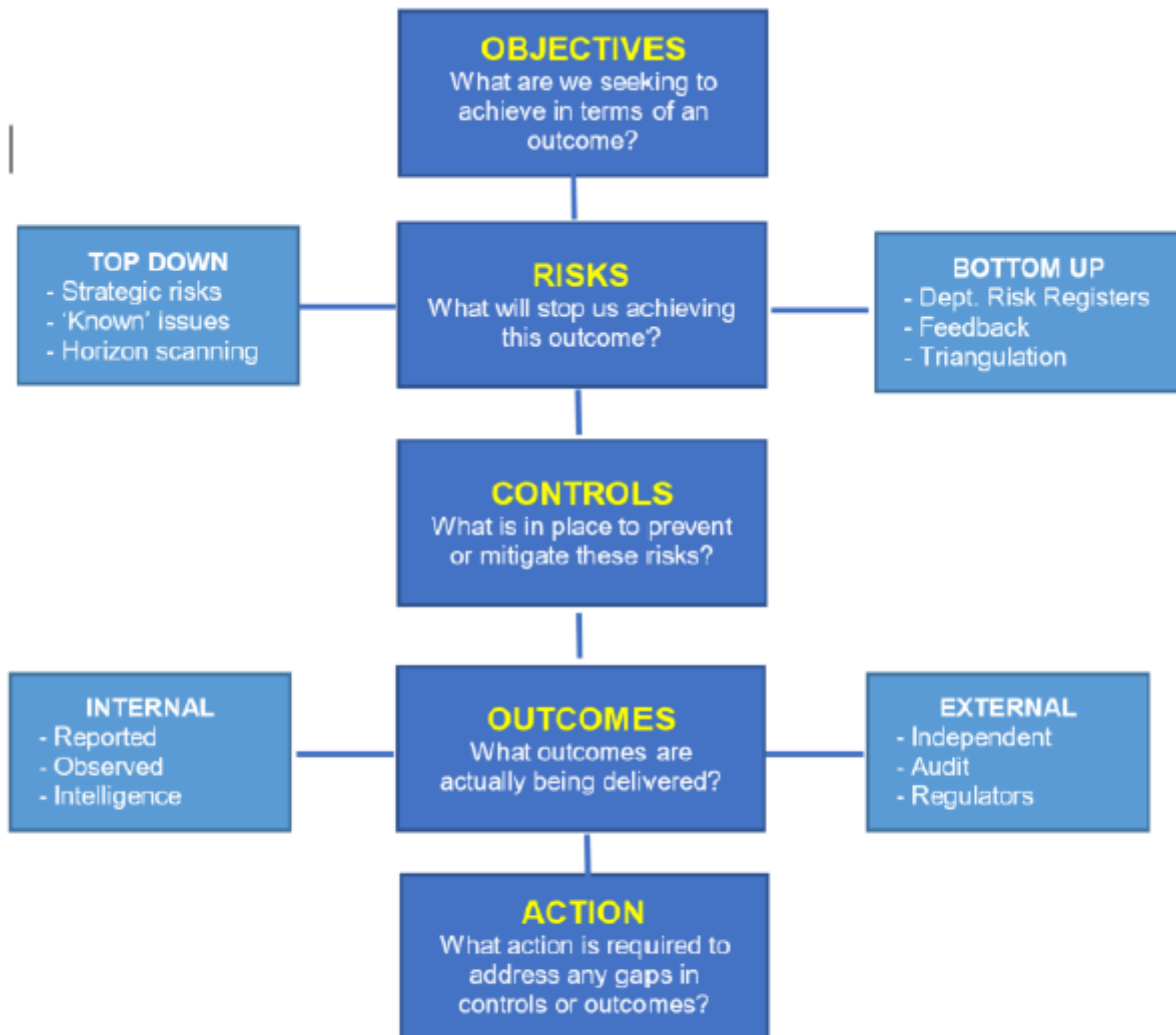 OBJECTIVES
What are we seeking to
achieve in terms of an
outcome?
TOP DOWN
- Strategic risks
- ‘Known’ issues
- Horizon scanning
RISKS
What will stop us achieving
this outcome?
BOTTOM UP
- Dept. Risk Registers
- Feedback
- Triangulation
CONTROLS
What is in place to prevent
or mitigate these risks?
INTERNAL
- Reported
- Observed
- Intelligence
OUTCOMES
What outcomes are
actually being delivered?
EXTERNAL
- Independent
- Audit
- Regulators
ACTION
What action is required to
address any gaps in
controls or outcomes?